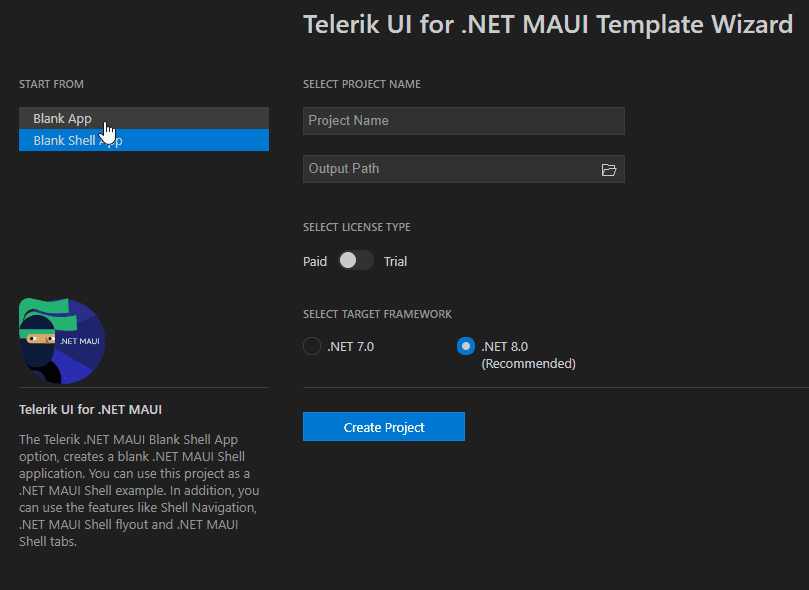 Telerik UI for .NET MAUI Template Wizard
START FROM
Blank App
Blank Shell App
.NET MAUI
Telerik UI for .NET MAUI
The Telerik .NET MAUI Blank Shell App
option, creates a blank .NET MAUI Shell
application. You can use this project as a
.NET MAUI Shell example. In addition, you
can use the features like Shell Navigation,
.NET MAUI Shell flyout and .NET MAUI
Shell tabs.
SELECT PROJECT NAME
Project Name
Output Path
SELECT LICENSE TYPE
Paid Trial
SELECT TARGET FRAMEWORK
.NET 7.0 .NET 8.0
(Recommended)
Create Project